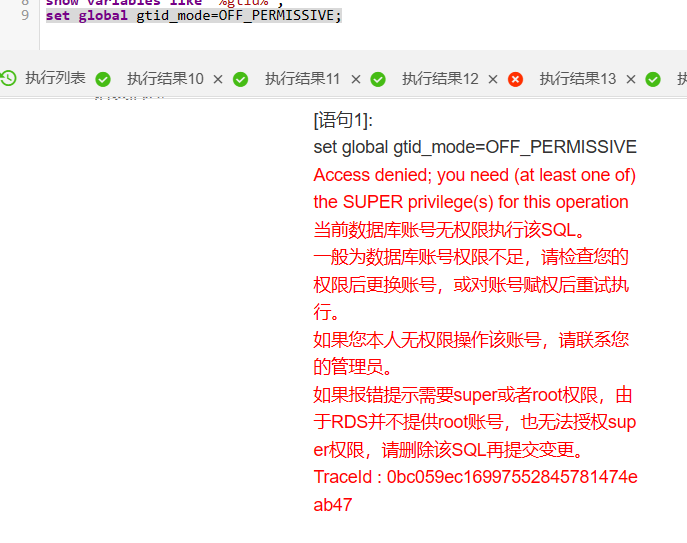 8 show variables like '%gtid%';
9 set global gtid_mode=OFF_PERMISSIVE;
执行列表 执行结果10 × 执行结果11 × 执行结果12 × 执行结果13 ×
[语句1]:
set global gtid_mode=OFF_PERMISSIVE
Access denied; you need (at least one of)
the SUPER privilege(s) for this operation
当前数据库账号无权限执行该SQL。
一般为数据库账号权限不足，请检查您的
权限后更换账号，或对账号赋权后重试执
行。
如果您本人无权限操作该账号，请联系您
的管理员。
如果报错提示需要super或者root权限，由
于RDS并不提供root账号，也无法授权sup
er权限，请删除该SQL再提交变更。
TraceId : 0bc059ec16997552845781474e
ab47